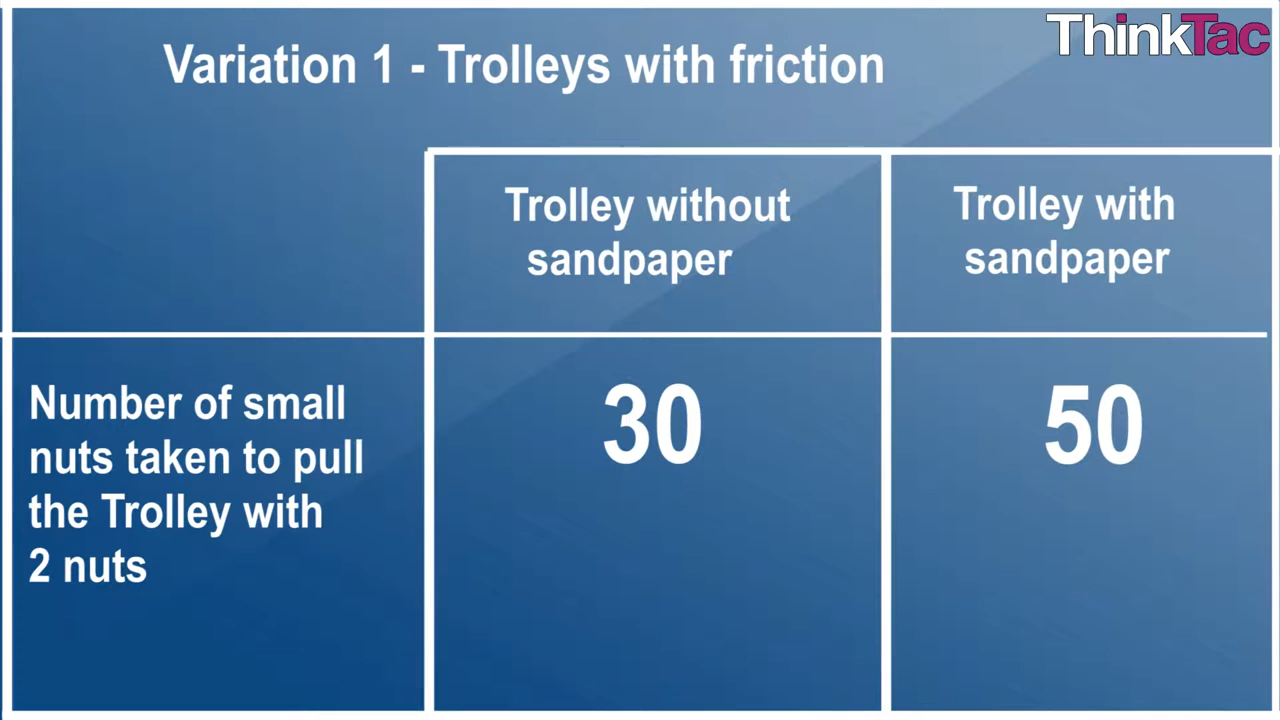 ThinkTac
Variation 1 - Trolleys with friction
Trolley without
sandpaper
Trolley with
sandpaper
Number of small
nuts taken to pull
the Trolley with
2 nuts
30
50